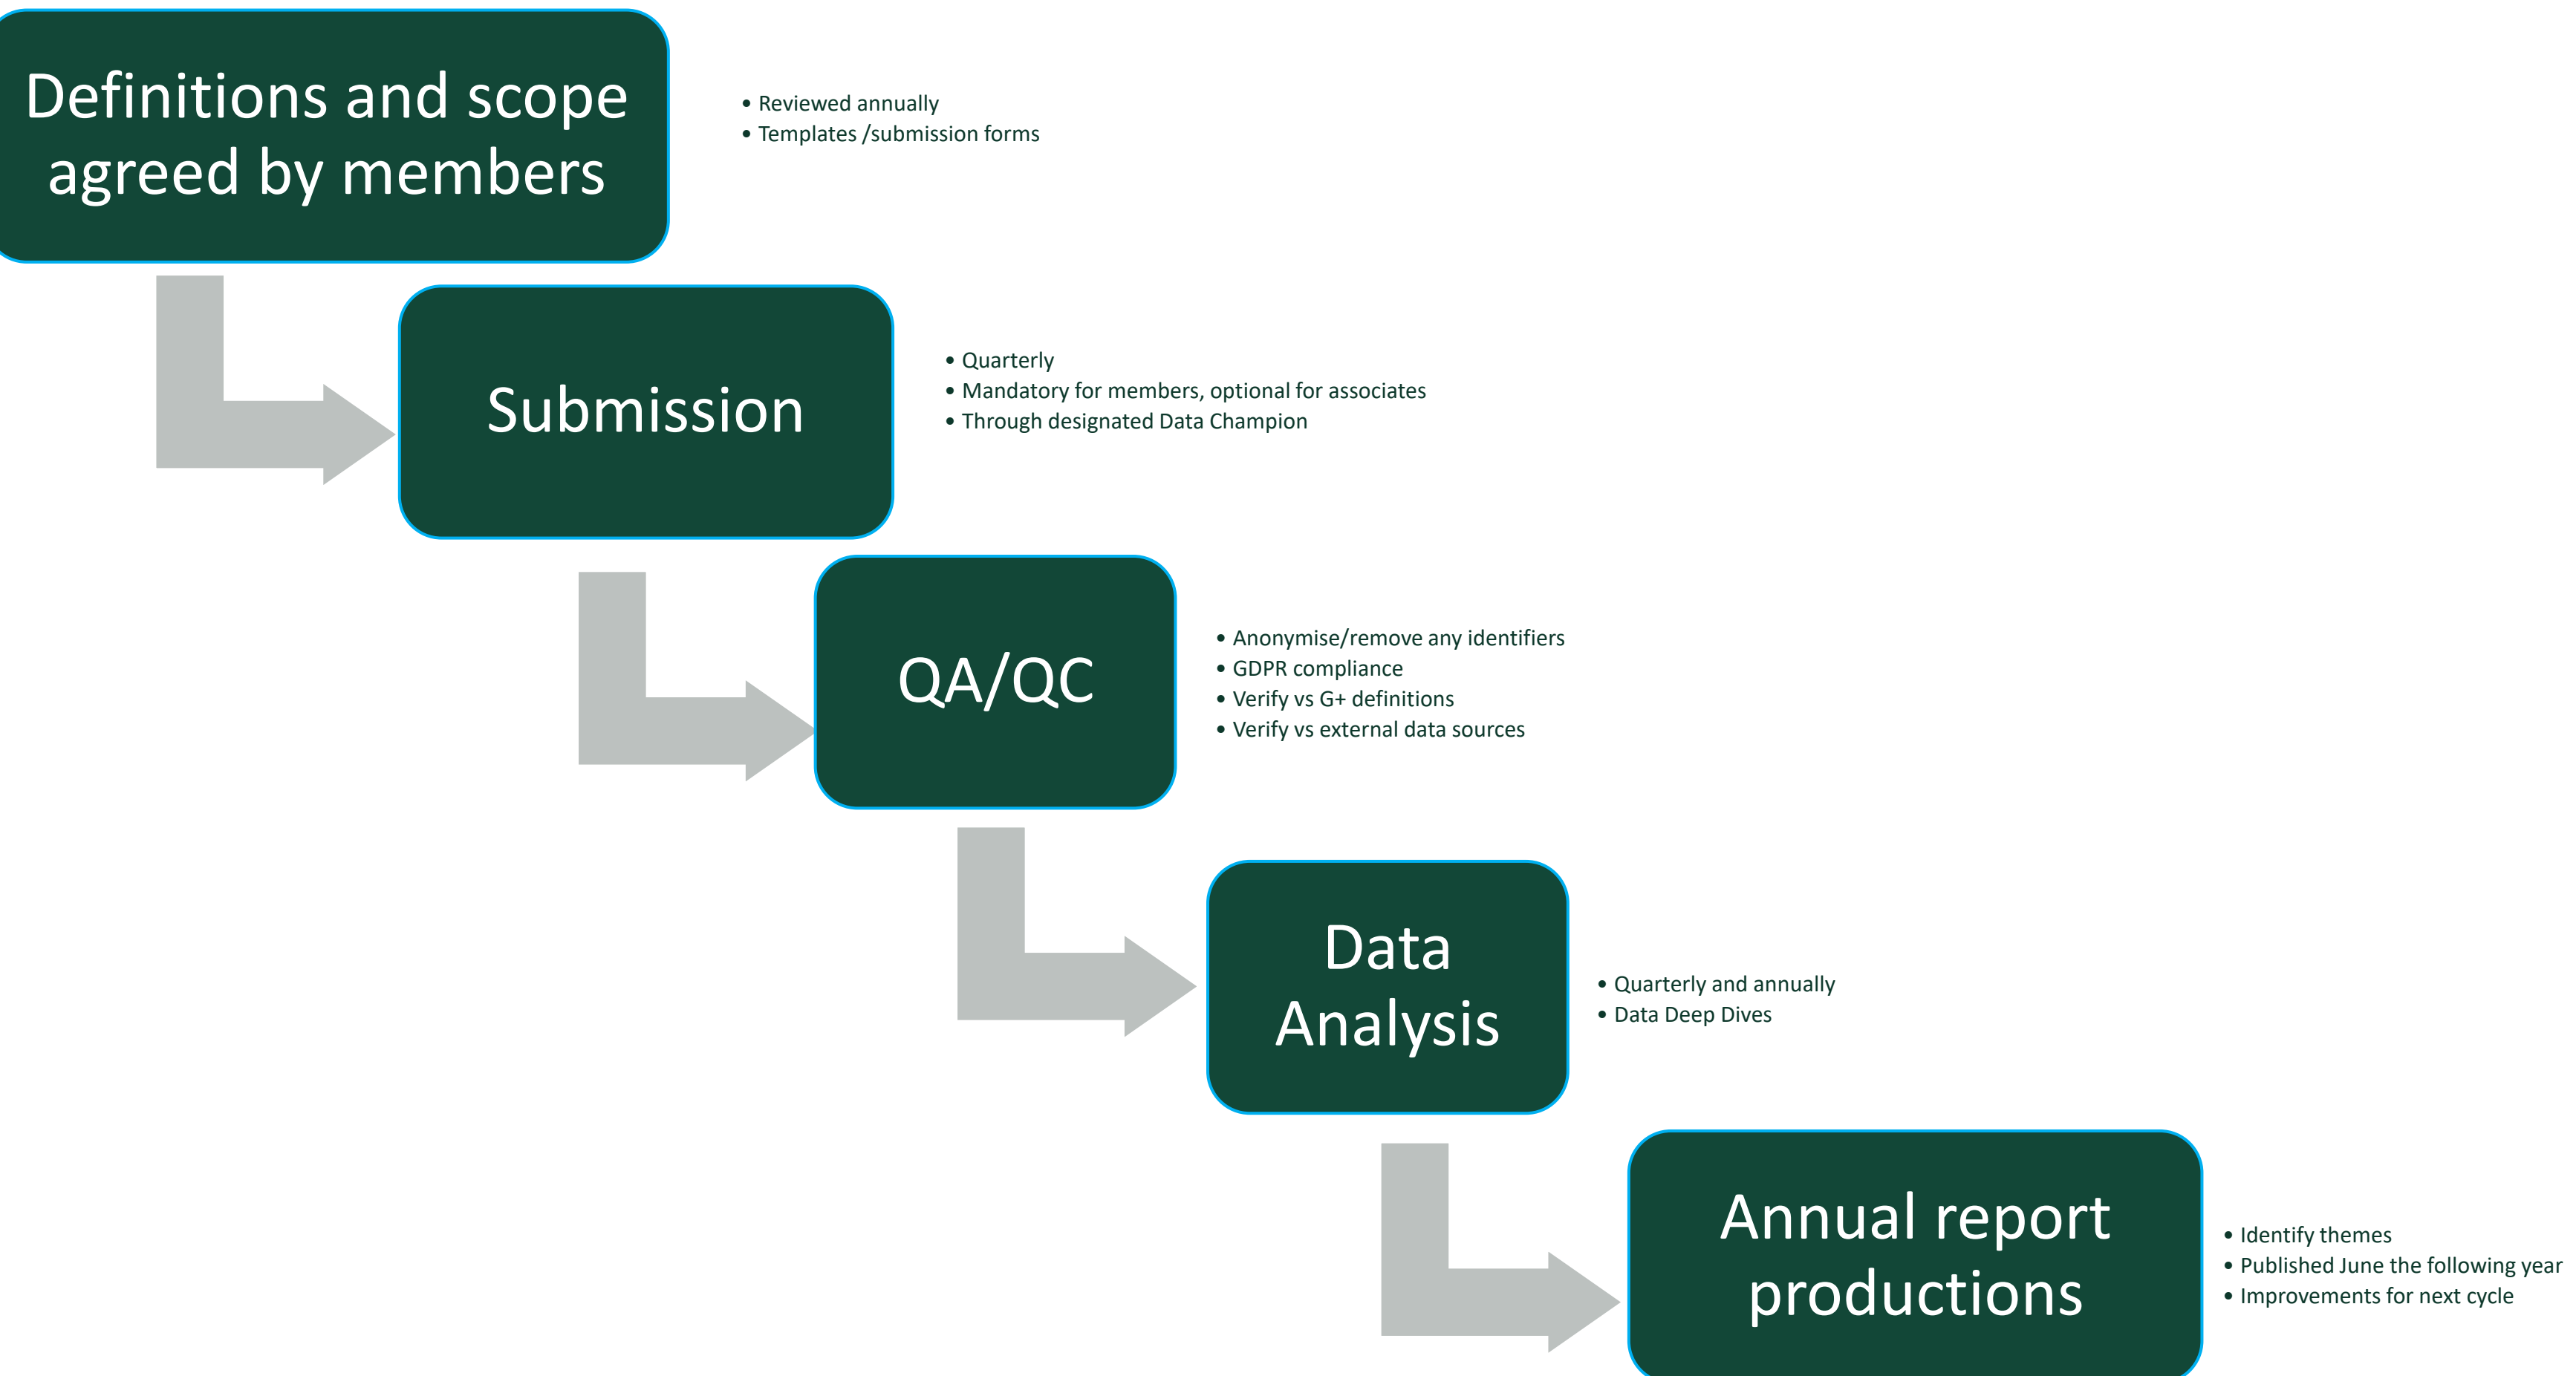 Definitions and scope
agreed by members
• Reviewed annually
• Templates /submission forms
Submission
• Quarterly
• Mandatory for members, optional for associates
• Through designated Data Champion
QA/QC
• Anonymise/remove any identifiers
• GDPR compliance
• Verify vs G+ definitions
• Verify vs external data sources
Data
Analysis
• Quarterly and annually
• Data Deep Dives
Annual report
productions
• Identify themes
• Published June the following year
• Improvements for next cycle